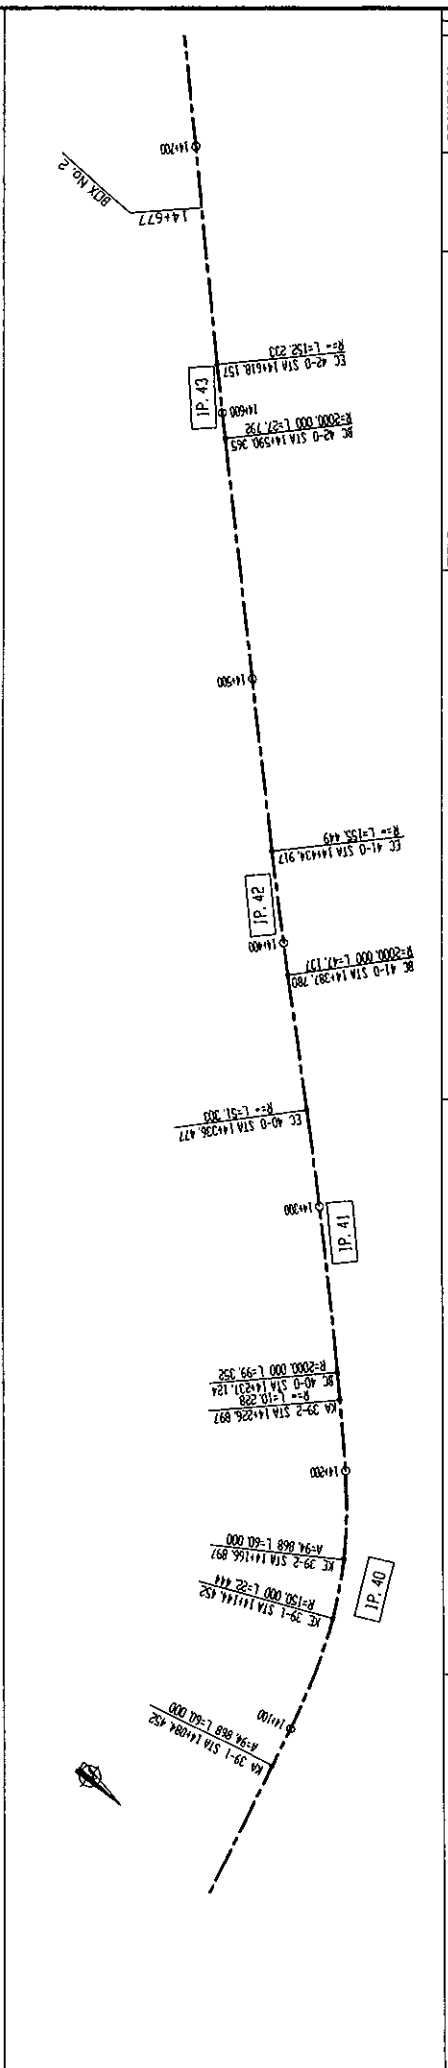 14+700
BOX No. 2
14+677
EC 42-0 STA 14+618.157
R=∞ L=152.233
IP. 43
14+600
BC 42-0 STA 14+590.365
R=2000.000 L=27.792
14+500
EC 41-0 STA 14+434.917
R=∞ L=155.449
IP. 42
14+400
BC 41-0 STA 14+387.780
R=2000.000 L=47.137
EC 40-0 STA 14+336.477
R=∞ L=51.303
14+300
IP. 41
BC 40-0 STA 14+237.124
R=2000.000 L=99.352
KA 39-2 STA 14+226.897
R=∞ L=10.228
14+200
KE 39-2 STA 14+166.897
A=94.868 L=60.000
KE 39-1 STA 14+144.452
R=150.000 L=22.444
IP. 40
14+100
KA 39-1 STA 14+084.452
A=94.868 L=60.000